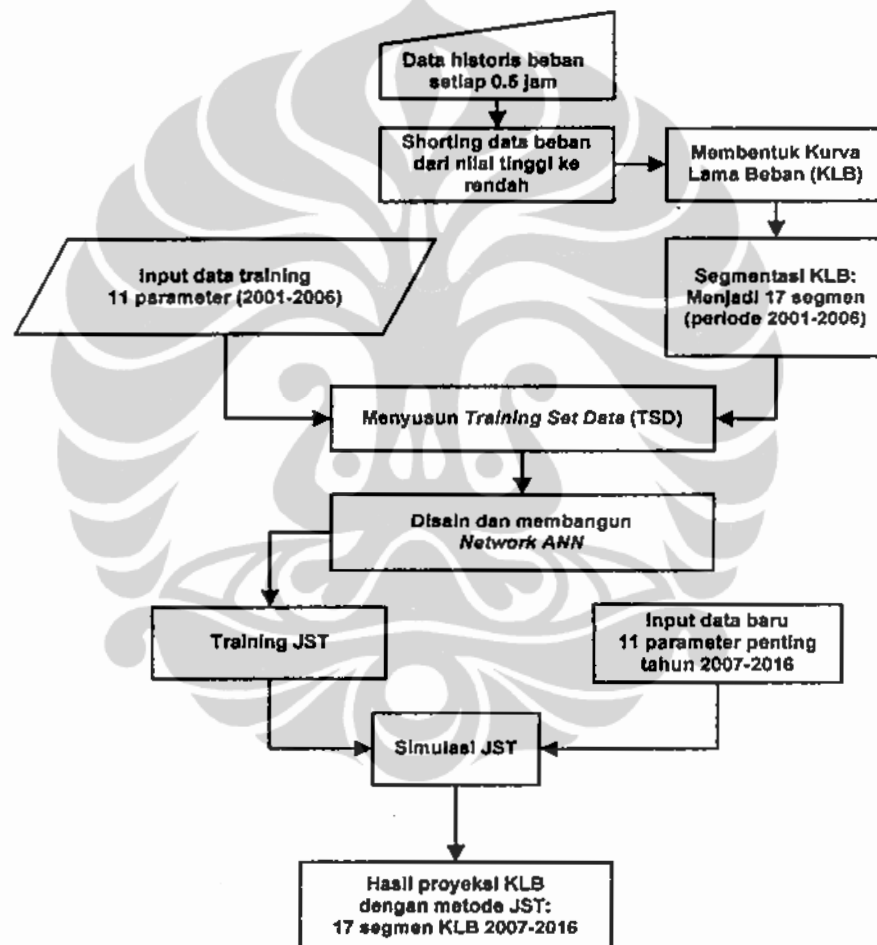 Data historis beban
setiap 0.5 jam
Shorting data beban
dari nilai tinggi ke
rendah
Membentuk Kurva
Lama Beban (KLB)
Input data training
11 parameter (2001-2006)
Segmentasi KLB:
Menjadi 17 segmen
(periode 2001-2006)
Menyusun Training Set Data (TSD)
Disain dan membangun
Network ANN
Training JST
Input data baru
11 parameter penting
tahun 2007-2016
Simulasi JST
Hasil proyeksi KLB
dengan metode JST:
17 segmen KLB 2007-2016